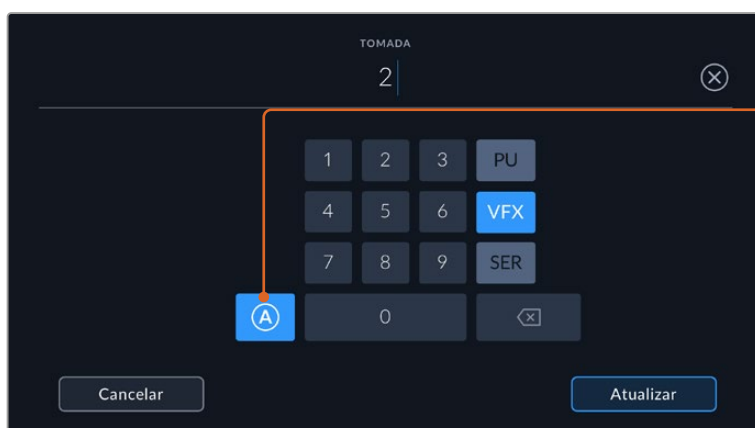 TOMADA
2
1 2 3 PU
4 5 6 VFX
7 8 9 SER
A 0
Cancelar Atualizar